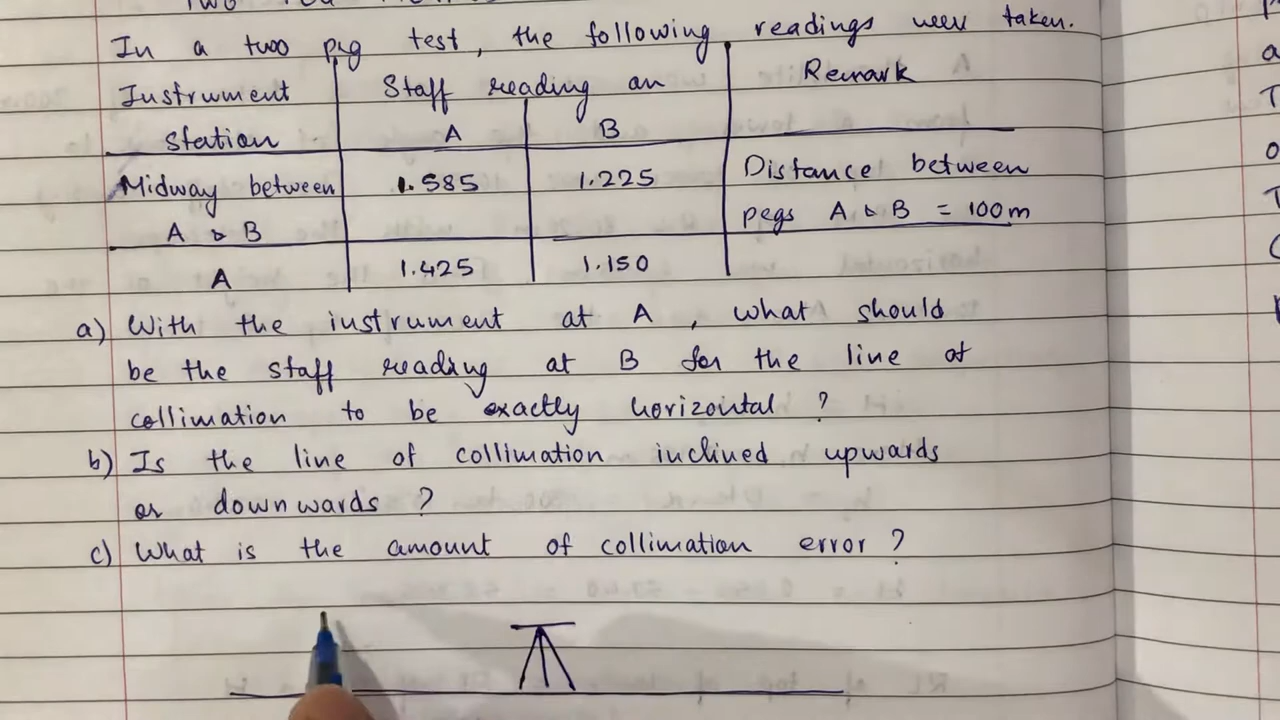 In a two peg test, the following readings were taken.
Instrument station
Staff reading on
Remark
A
B
Midway between
A & B
1.585
1.225
Distance between
pegs A & B = 100m
A
1.425
1.150
a) With the instrument at A, what should
be the staff reading at B for the line of
collimation to be exactly horizontal ?
b) Is the line of collimation inclined upwards
or downwards ?
c) What is the amount of collimation error ?